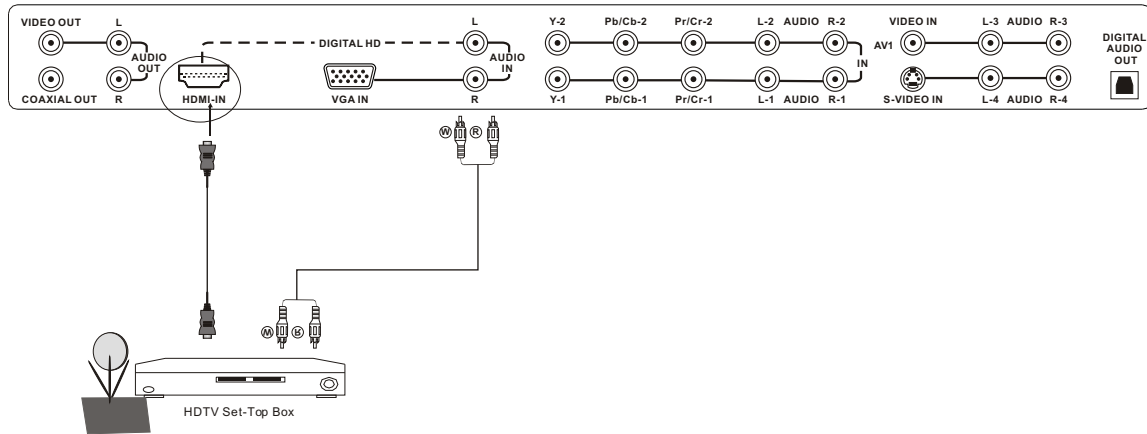 VIDEO OUT L
AUDIO OUT
COAXIAL OUT R
DIGITAL HD
HDMI-IN
VGA IN
L
AUDIO IN
R
Y-2 Pb/Cb-2 Pr/Cr-2 L-2 AUDIO R-2
IN
Y-1 Pb/Cb-1 Pr/Cr-1 L-1 AUDIO R-1
VIDEO IN L-3 AUDIO R-3
AV1
S-VIDEO IN L-4 AUDIO R-4
DIGITAL
AUDIO
OUT
W R
W R
HDTV Set-Top Box